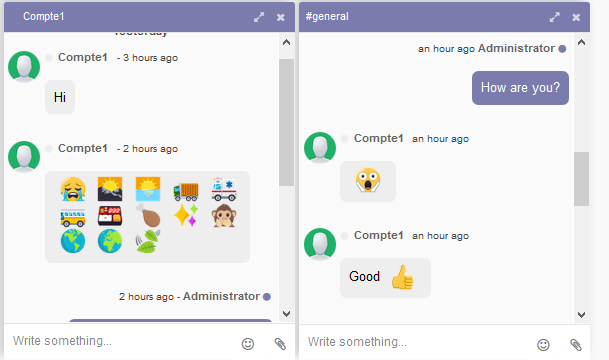 Compte1
Yesterday
Compte1 - 3 hours ago
Hi
Compte1 - 2 hours ago
2 hours ago - Administrator
Write something...
#general
an hour ago Administrator
How are you?
Compte1 an hour ago
Compte1 an hour ago
Good
Write something...